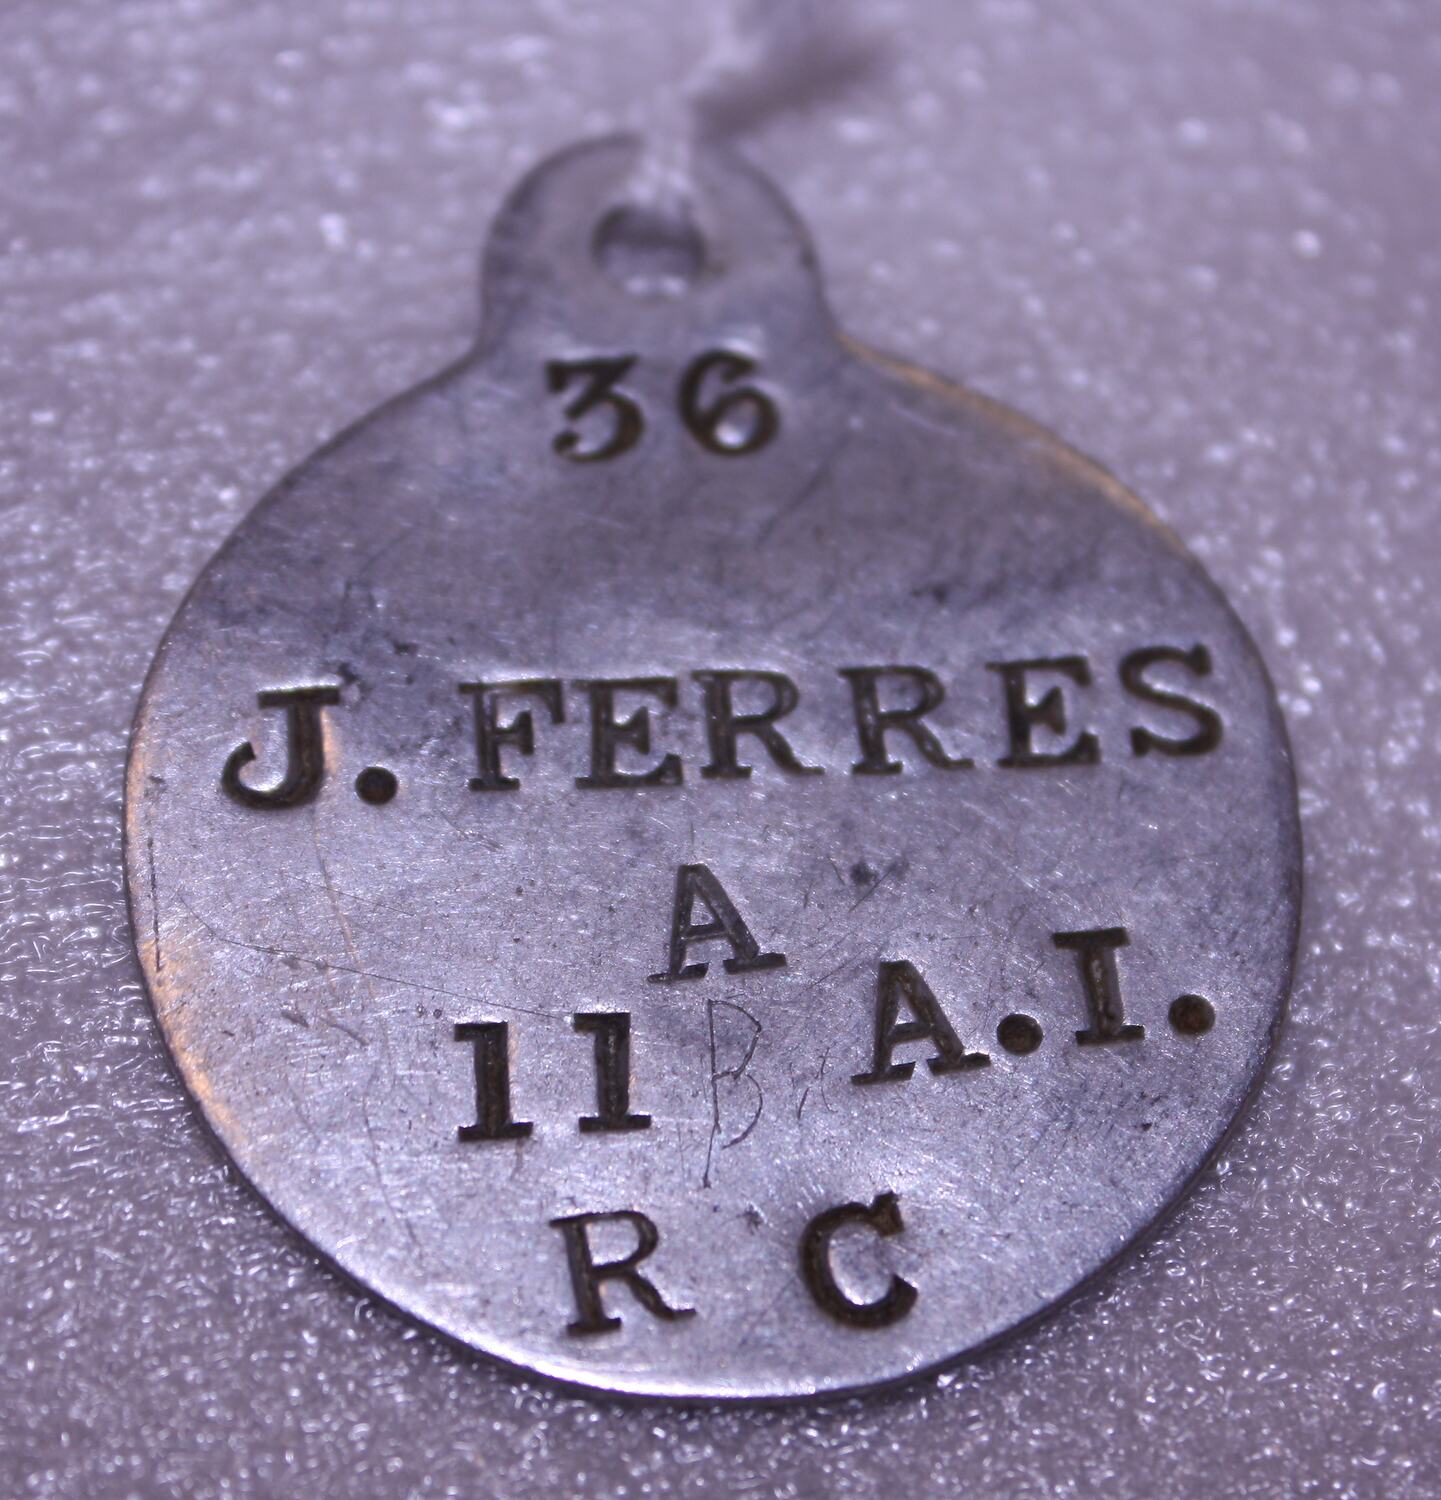 36
J. FERRES
A
11 B A.I.
R C